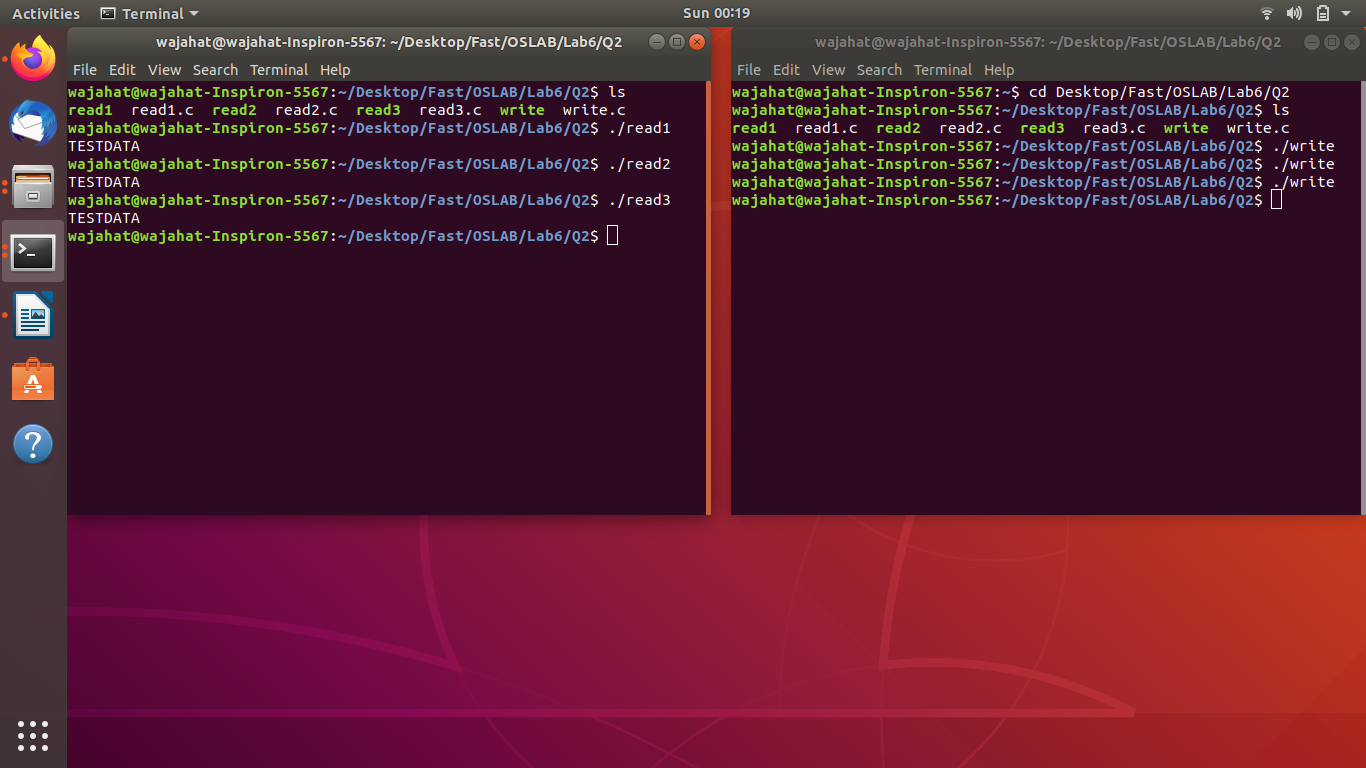 Activities Terminal Sun 00:19
wajahat@wajahat-Inspiron-5567: ~/Desktop/Fast/OSLAB/Lab6/Q2
File Edit View Search Terminal Help
wajahat@wajahat-Inspiron-5567:~/Desktop/Fast/OSLAB/Lab6/Q2$ ls
read1 read1.c read2 read2.c read3 read3.c write write.c
wajahat@wajahat-Inspiron-5567:~/Desktop/Fast/OSLAB/Lab6/Q2$ ./read1
TESTDATA
wajahat@wajahat-Inspiron-5567:~/Desktop/Fast/OSLAB/Lab6/Q2$ ./read2
TESTDATA
wajahat@wajahat-Inspiron-5567:~/Desktop/Fast/OSLAB/Lab6/Q2$ ./read3
TESTDATA
wajahat@wajahat-Inspiron-5567:~/Desktop/Fast/OSLAB/Lab6/Q2$
wajahat@wajahat-Inspiron-5567: ~/Desktop/Fast/OSLAB/Lab6/Q2
File Edit View Search Terminal Help
wajahat@wajahat-Inspiron-5567:~$ cd Desktop/Fast/OSLAB/Lab6/Q2
wajahat@wajahat-Inspiron-5567:~/Desktop/Fast/OSLAB/Lab6/Q2$ ls
read1 read1.c read2 read2.c read3 read3.c write write.c
wajahat@wajahat-Inspiron-5567:~/Desktop/Fast/OSLAB/Lab6/Q2$ ./write
wajahat@wajahat-Inspiron-5567:~/Desktop/Fast/OSLAB/Lab6/Q2$ ./write
wajahat@wajahat-Inspiron-5567:~/Desktop/Fast/OSLAB/Lab6/Q2$ ./write
wajahat@wajahat-Inspiron-5567:~/Desktop/Fast/OSLAB/Lab6/Q2$